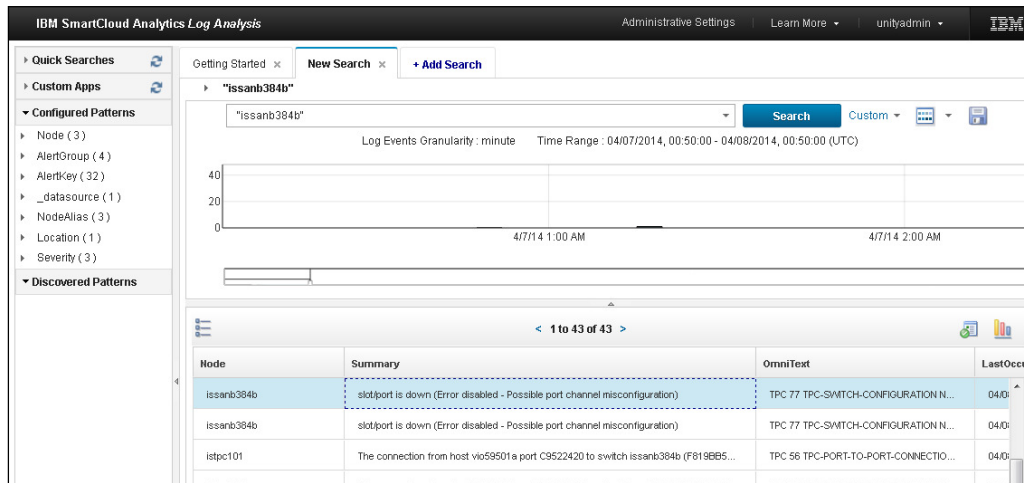 IBM SmartCloud Analytics Log Analysis
Administrative Settings
Learn More
unityadmin
IBM
Quick Searches
Custom Apps
Configured Patterns
Node ( 3 )
AlertGroup ( 4 )
AlertKey ( 32 )
_datasource ( 1 )
NodeAlias ( 3 )
Location ( 1 )
Severity ( 3 )
Discovered Patterns
Getting Started
New Search
+ Add Search
"issanb384b"
"issanb384b"
Search
Custom
Log Events Granularity : minute Time Range : 04/07/2014, 00:50:00 - 04/08/2014, 00:50:00 (UTC)
40
20
0
4/7/14 1:00 AM
4/7/14 2:00 AM
< 1 to 43 of 43 >
Node Summary OmniText LastOccu
issanb384b slot/port is down (Error disabled - Possible port channel misconfiguration) TPC 77 TPC-SWITCH-CONFIGURATION N... 04/08
issanb384b slot/port is down (Error disabled - Possible port channel misconfiguration) TPC 77 TPC-SWITCH-CONFIGURATION N... 04/08
istpc101 The connection from host vio59501a port C9522420 to switch issanb384b (F819BB5... TPC 56 TPC-PORT-TO-PORT-CONNECTIO... 04/08